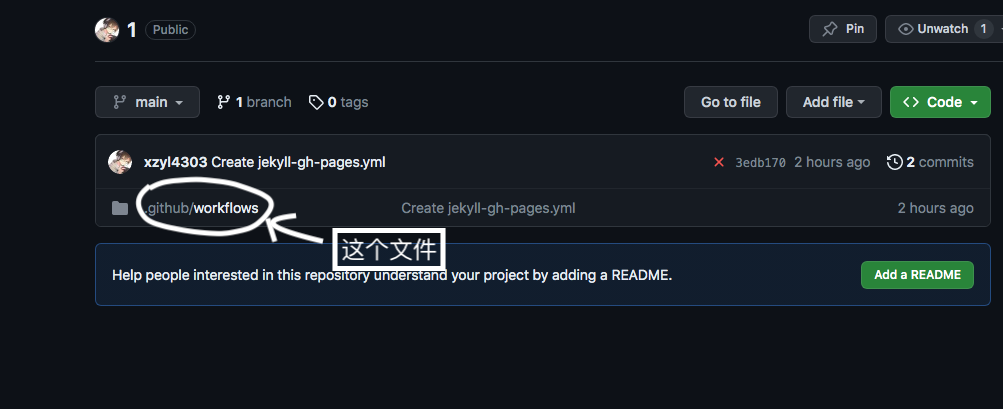 1 Public Pin Unwatch 1
main 1 branch 0 tags Go to file Add file Code
xzyl4303 Create jekyll-gh-pages.yml 3edb170 2 hours ago 2 commits
.github/workflows Create jekyll-gh-pages.yml 2 hours ago
这个文件
Help people interested in this repository understand your project by adding a README. Add a README